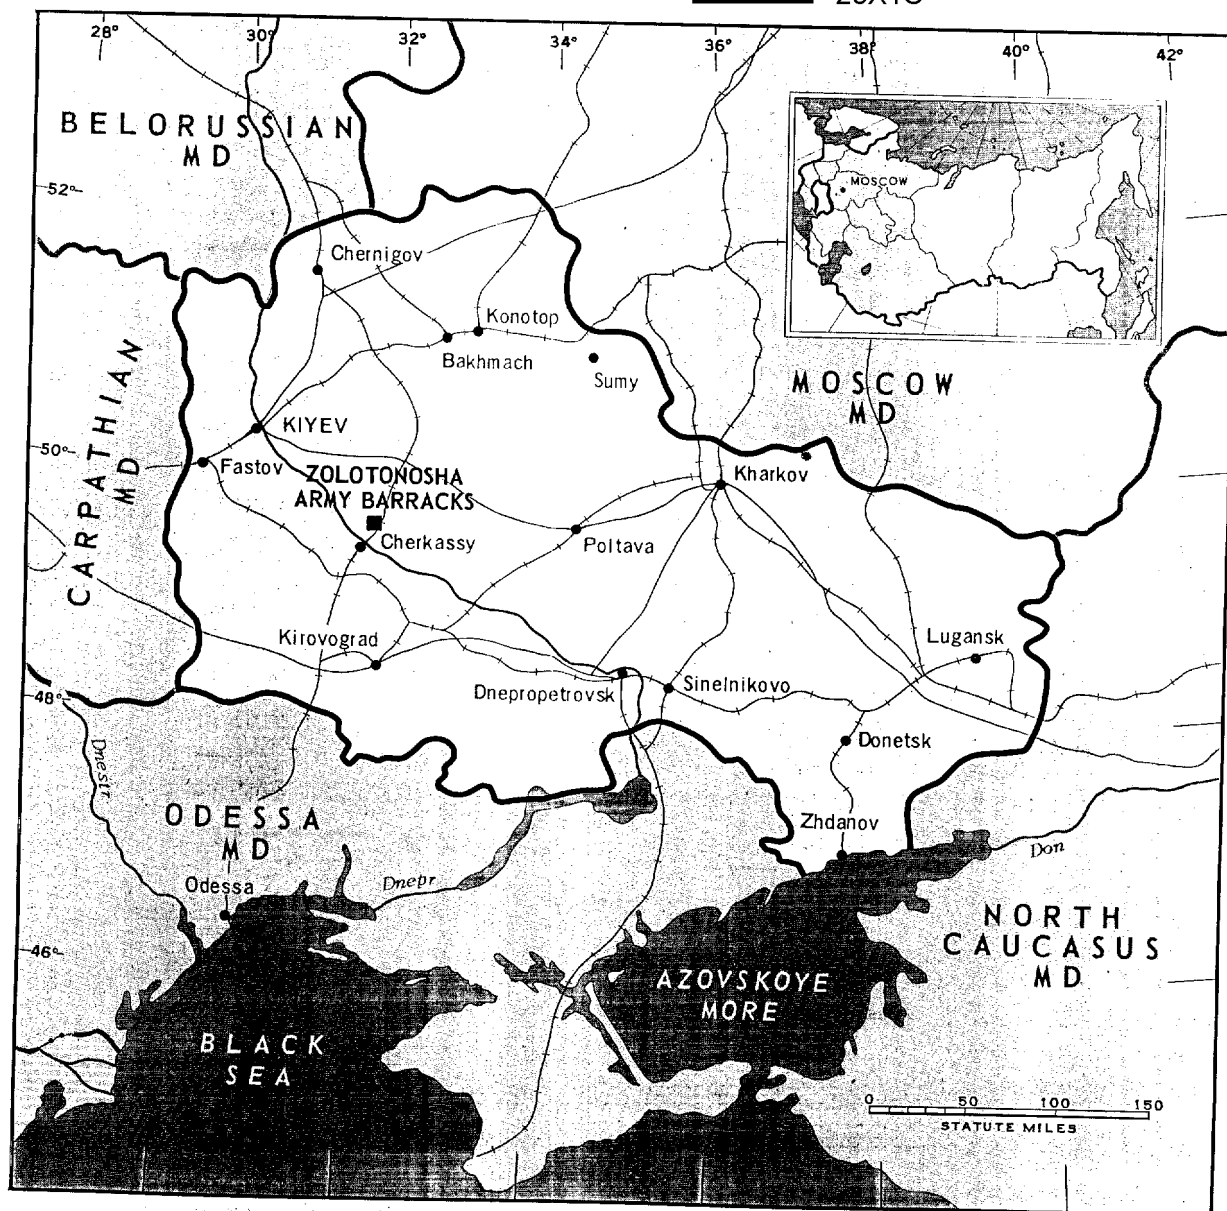 25X1C
28°
30°
32°
34°
36°
38°
40°
42°
BELORUSSIAN
MD
MOSCOW
52°
Chernigov
Konotop
Bakhmach
Sumy
MOSCOW
MD
CARPATHIAN
MD
KIYEV
50°
Fastov
ZOLOTONOSHA
ARMY BARRACKS
Kharkov
Cherkassy
Poltava
Kirovograd
Lugansk
48°
Dnepropetrovsk
Sinelnikovo
Donetsk
Dnestr
ODESSA
MD
Zhdanov
Don
Odessa
Dnepr
NORTH
CAUCASUS
MD
46°
AZOVSKOYE
MORE
BLACK
SEA
0 50 100 150
STATUTE MILES